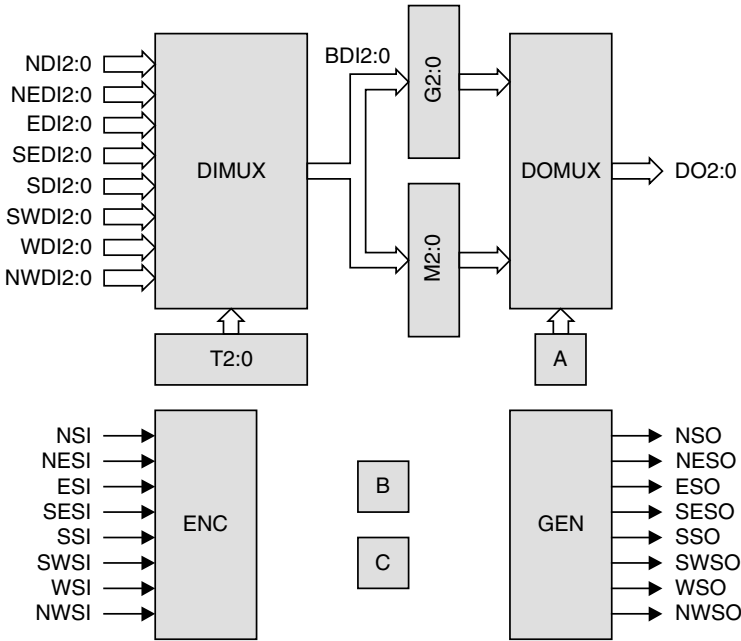 NDI2:0
NEDI2:0
EDI2:0
SEDI2:0
SDI2:0
SWDI2:0
WDI2:0
NWDI2:0
DIMUX
T2:0
BDI2:0
G2:0
M2:0
DOMUX
A
DO2:0
NSI
NESI
ESI
SESI
SSI
SWSI
WSI
NWSI
ENC
B
C
GEN
NSO
NESO
ESO
SESO
SSO
SWSO
WSO
NWSO